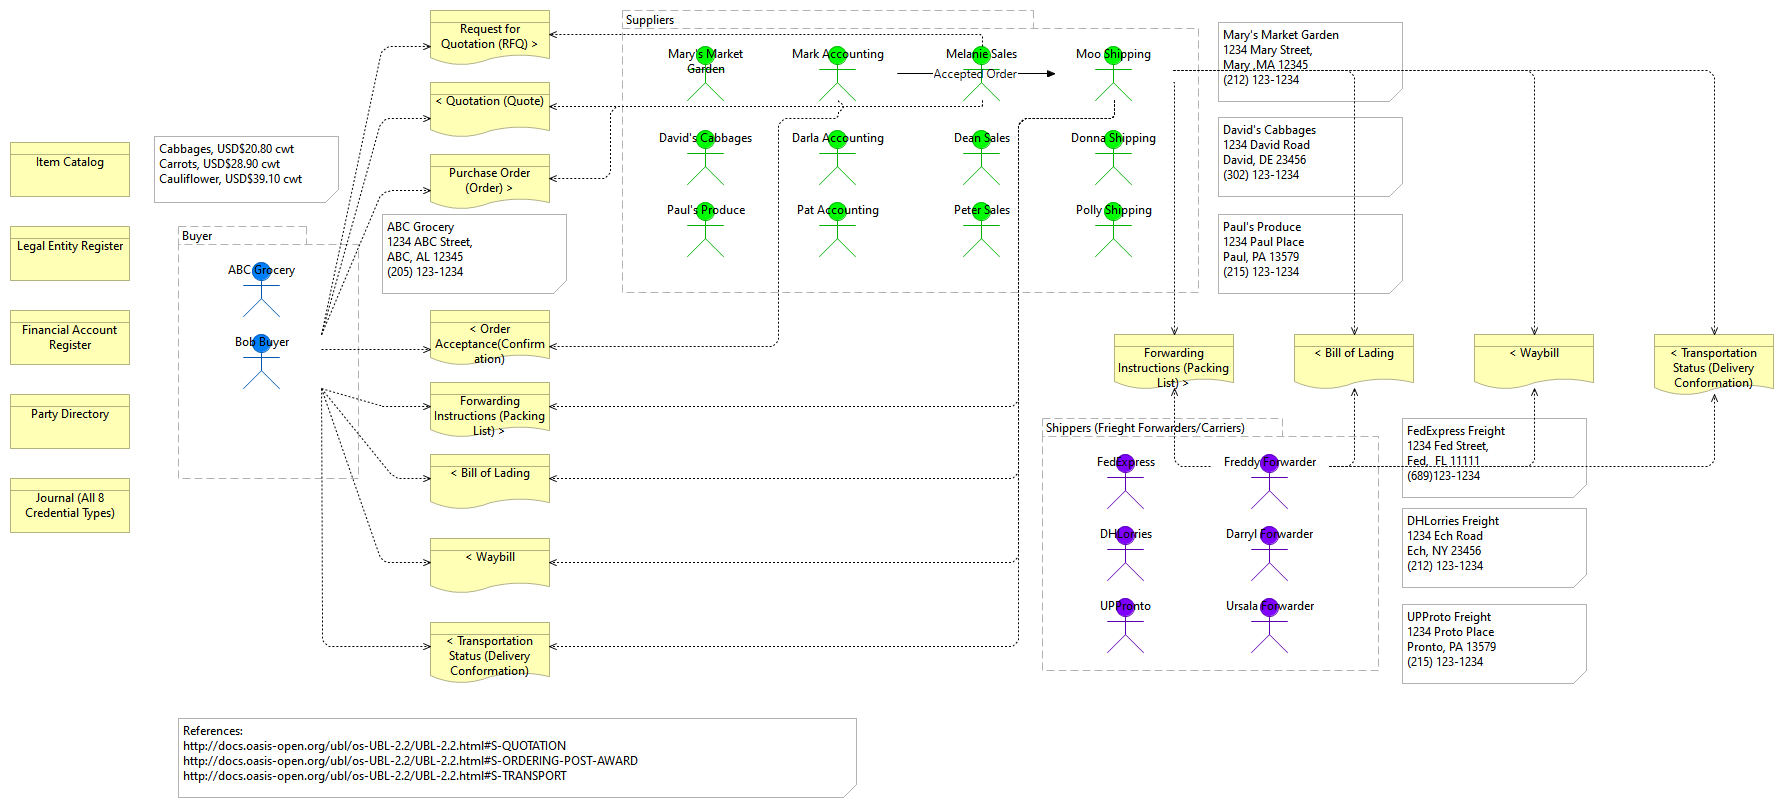 Item Catalog
Legal Entity Register
Financial Account
Register
Party Directory
Journal (All 8
Credential Types)
Cabbages, USD$20.80 cwt
Carrots, USD$28.90 cwt
Cauliflower, USD$39.10 cwt
Buyer
ABC Grocery
Bob Buyer
Request for
Quotation (RFQ) >
< Quotation (Quote)
Purchase Order
(Order) >
ABC Grocery
1234 ABC Street,
ABC, AL 12345
(205) 123-1234
< Order
Acceptance(Confirm
ation)
Forwarding
Instructions (Packing
List) >
< Bill of Lading
< Waybill
< Transportation
Status (Delivery
Conformation)
Suppliers
Mary's Market
Garden
Mark Accounting
Melanie Sales
Moo Shipping
Accepted Order
David's Cabbages
Darla Accounting
Dean Sales
Donna Shipping
Paul's Produce
Pat Accounting
Peter Sales
Polly Shipping
Mary's Market Garden
1234 Mary Street,
Mary ,MA 12345
(212) 123-1234
David's Cabbages
1234 David Road
David, DE 23456
(302) 123-1234
Paul's Produce
1234 Paul Place
Paul, PA 13579
(215) 123-1234
Forwarding
Instructions (Packing
List) >
< Bill of Lading
< Waybill
< Transportation
Status (Delivery
Conformation)
Shippers (Frieght Forwarders/Carriers)
FedExpress
Freddy Forwarder
DHLorries
Darryl Forwarder
UPPronto
Ursala Forwarder
FedExpress Freight
1234 Fed Street,
Fed,  FL 11111
(689)123-1234
DHLorries Freight
1234 Ech Road
Ech, NY 23456
(212) 123-1234
UPProto Freight
1234 Proto Place
Pronto, PA 13579
(215) 123-1234
References:
http://docs.oasis-open.org/ubl/os-UBL-2.2/UBL-2.2.html#S-QUOTATION
http://docs.oasis-open.org/ubl/os-UBL-2.2/UBL-2.2.html#S-ORDERING-POST-AWARD
http://docs.oasis-open.org/ubl/os-UBL-2.2/UBL-2.2.html#S-TRANSPORT